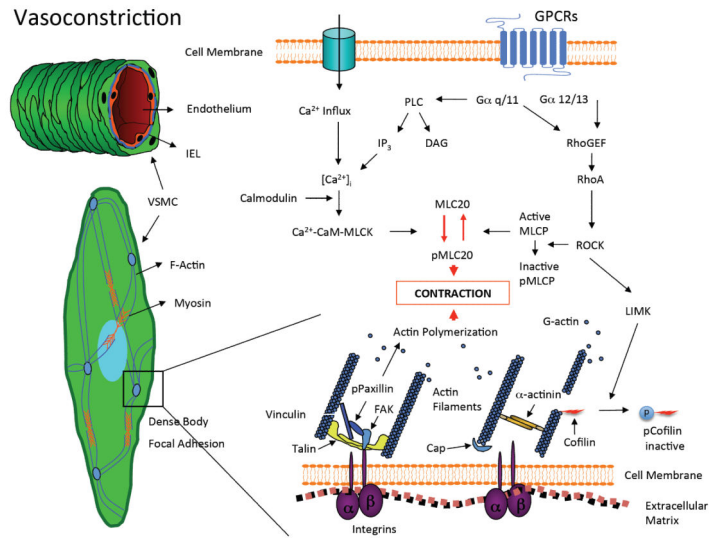 Vasoconstriction
GPCRs
Cell Membrane
Endothelium
IEL
VSMC
F-Actin
Myosin
Dense Body
Focal Adhesion
Ca²⁺ Influx
PLC
Gα q/11
Gα 12/13
IP₃
DAG
RhoGEF
[Ca²⁺]ᵢ
RhoA
Calmodulin
MLC20
Active
MLCP
Ca²⁺-CaM-MLCK
ROCK
pMLC20
Inactive
pMLCP
CONTRACTION
LIMK
G-actin
Actin Polymerization
pPaxillin
Actin
Filaments
α-actinin
Vinculin
FAK
P
pCofilin
inactive
Talin
Cap
Cofilin
Cell Membrane
α
β
α
β
Extracellular
Matrix
Integrins